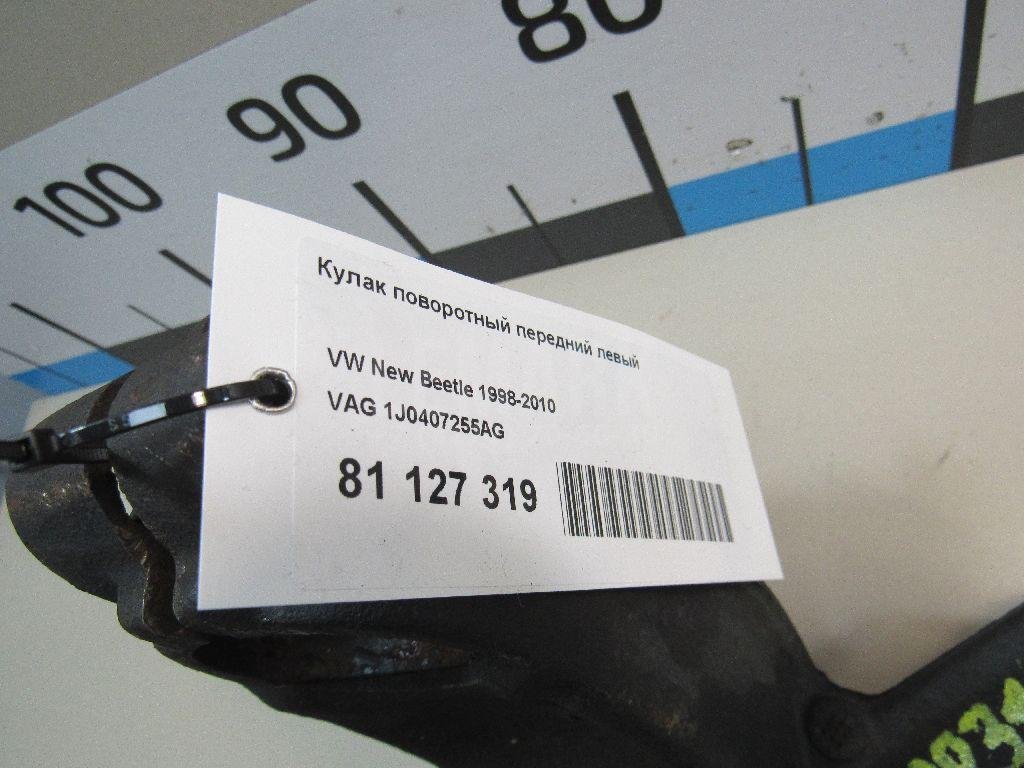 100 90 80
Кулак поворотный передний левый
VW New Beetle 1998-2010
VAG 1J0407255AG
81 127 319